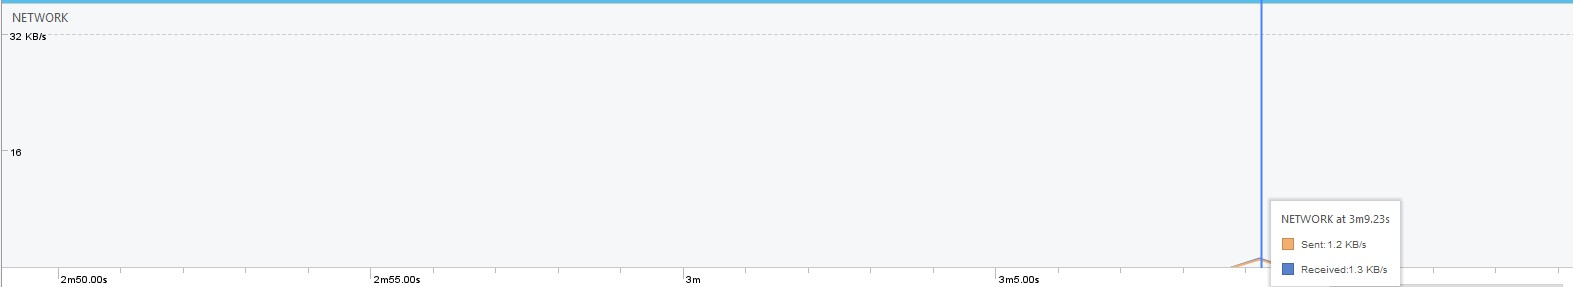 NETWORK
32 KB/s
16
NETWORK at 3m9.23s
Sent: 1.2 KB/s
Received:1.3 KB/s
2m50.00s
2m55.00s
3m
3m5.00s